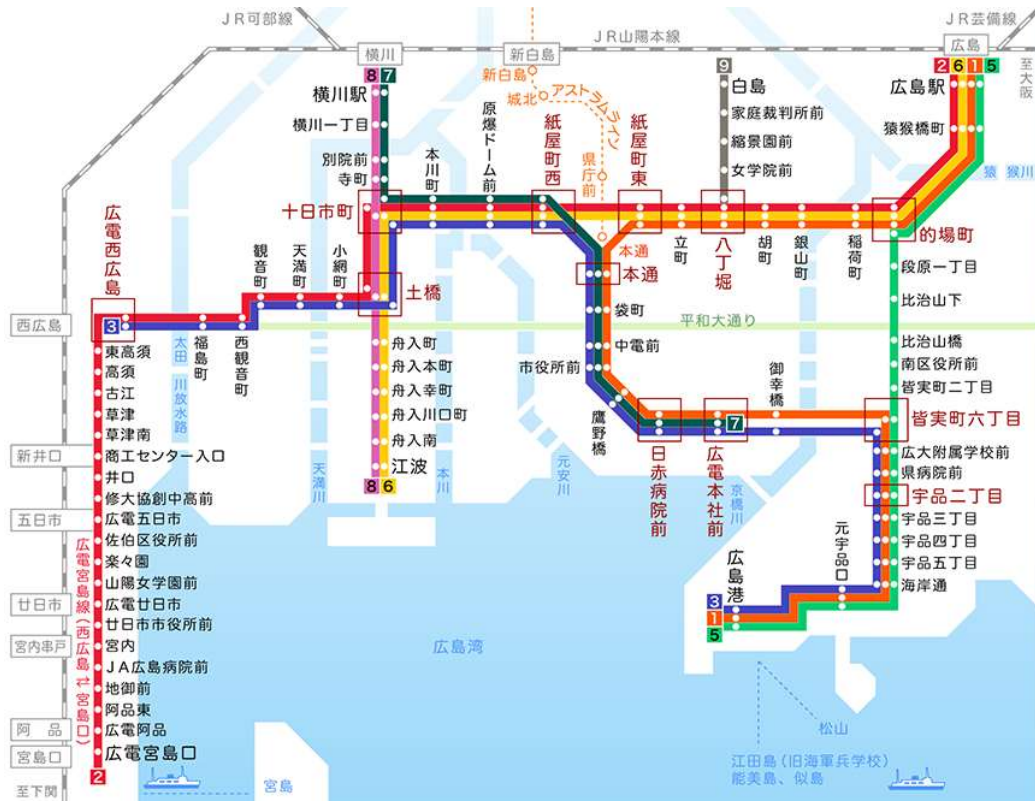 JR可部線
JR山陽本線
JR芸備線
横川
新白島
広島
至大阪
8
7
9
2
6
1
5
横川駅
横川一丁目
別院前
寺町
十日市町
土橋
本川町
原爆ドーム前
紙屋町西
紙屋町東
新白島
城北
アストラムライン
県庁前
本通
白島
家庭裁判所前
縮景園前
女学院前
立町
八丁堀
胡町
銀山町
稲荷町
広島駅
猿猴橋町
猿猴川
的場町
段原一丁目
比治山下
比治山橋
南区役所前
皆実町二丁目
皆実町六丁目
広大附属学校前
県病院前
宇品二丁目
宇品三丁目
宇品四丁目
宇品五丁目
海岸通
元宇品口
広島港
3
1
5
本通
袋町
中電前
市役所前
鷹野橋
日赤病院前
広電本社前
7
御幸橋
平和大通り
京橋川
元安川
本川
天満川
太田川放水路
広電西広島
3
西広島
福島町
西観音町
観音町
天満町
小網町
舟入町
舟入本町
舟入幸町
舟入川口町
舟入南
江波
8
6
東高須
高須
古江
草津
草津南
商工センター入口
井口
修大協創中高前
広電五日市
佐伯区役所前
楽々園
山陽女学園前
広電廿日市
廿日市市役所前
宮内
JA広島病院前
地御前
阿品東
広電阿品
広電宮島口
2
広電宮島線(西広島⇄宮島口)
新井口
五日市
廿日市
宮内串戸
阿品
宮島口
至下関
広島湾
宮島
松山
江田島(旧海軍兵学校)
能美島、似島